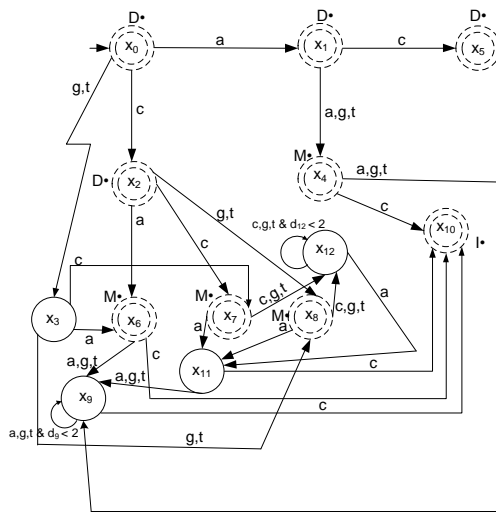 D•
D•
D•
x0
a
x1
c
x5
g,t
c
a,g,t
M•
x4
a,g,t
D•
x2
g,t
c
x10
I•
a
c
c,g,t & d12 < 2
x12
c
M•
x6
M•
x7
c,g,t
M•
x8
c,g,t
a
x3
a
a
a
a,g,t
c
x11
c
a,g,t
x9
c
a,g,t & d9 < 2
g,t